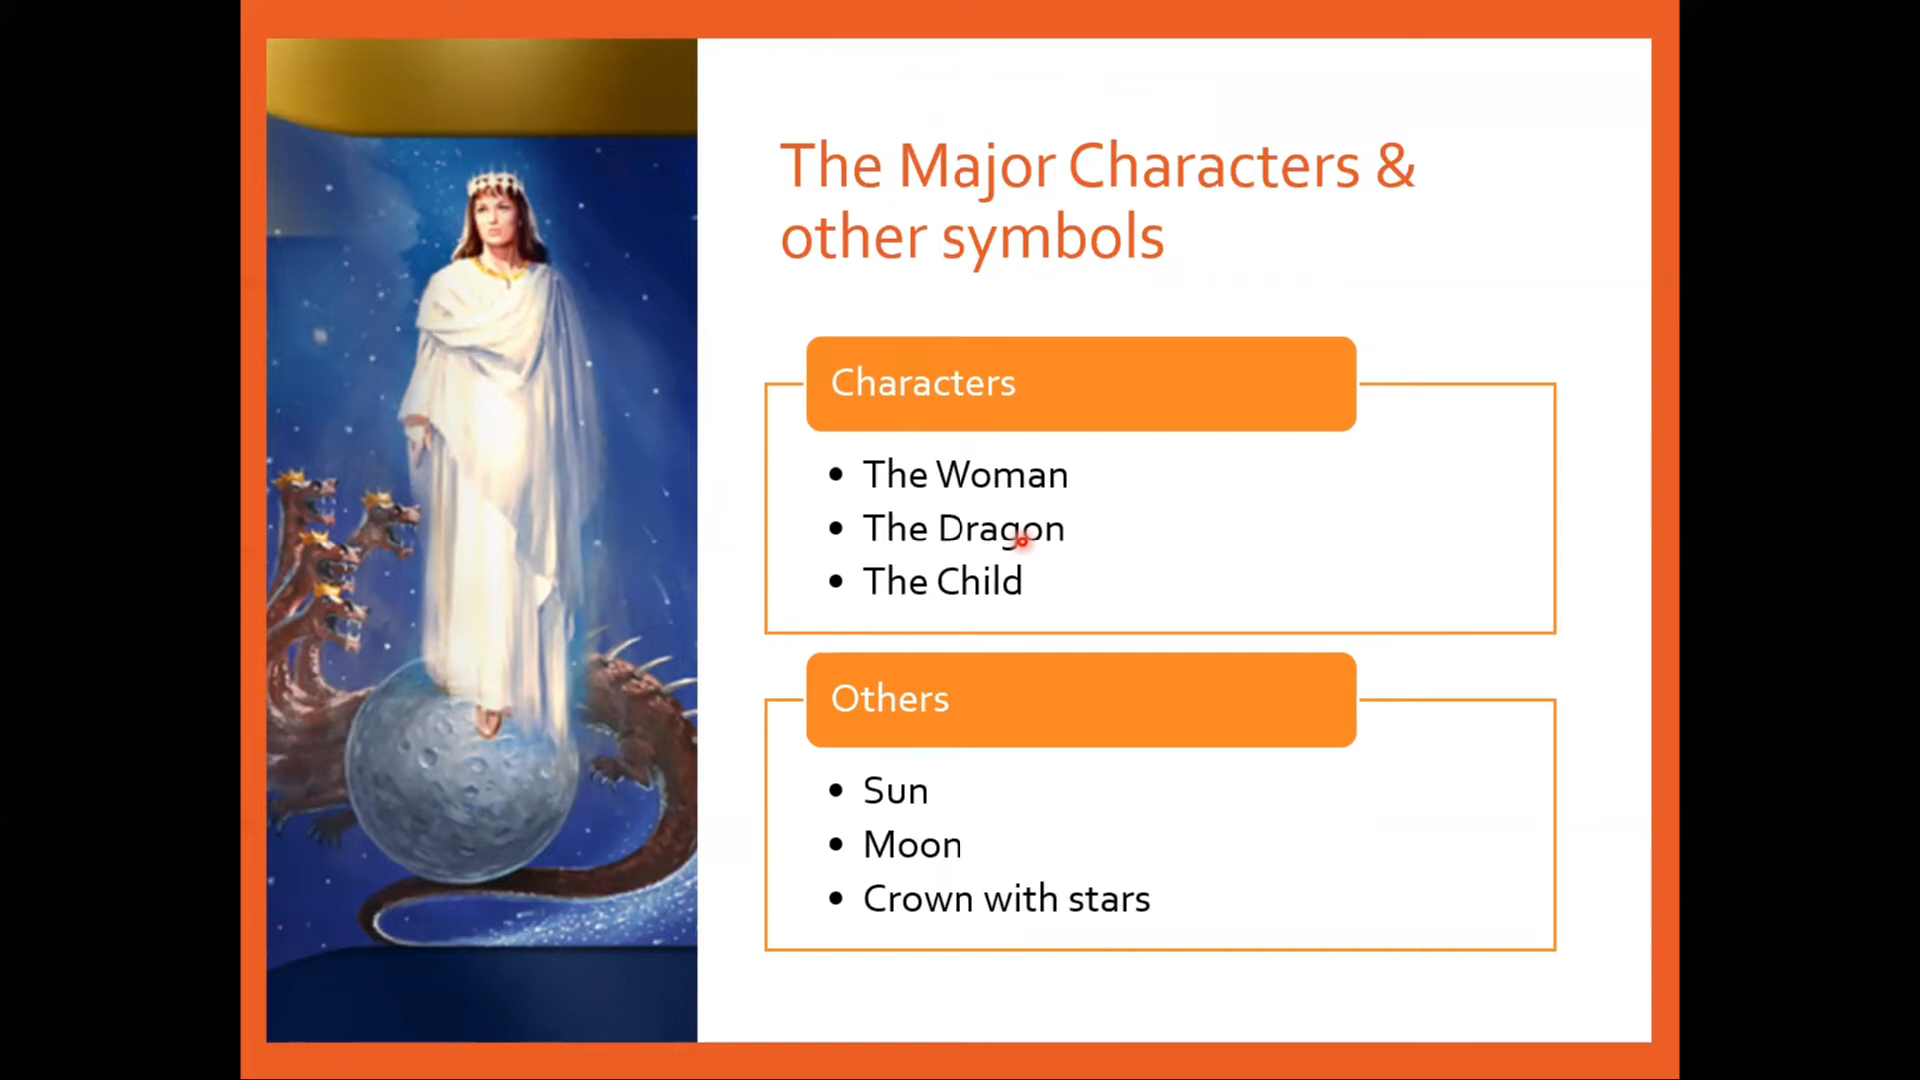 The Major Characters &
other symbols
Characters
• The Woman
• The Dragon
• The Child
Others
• Sun
• Moon
• Crown with stars